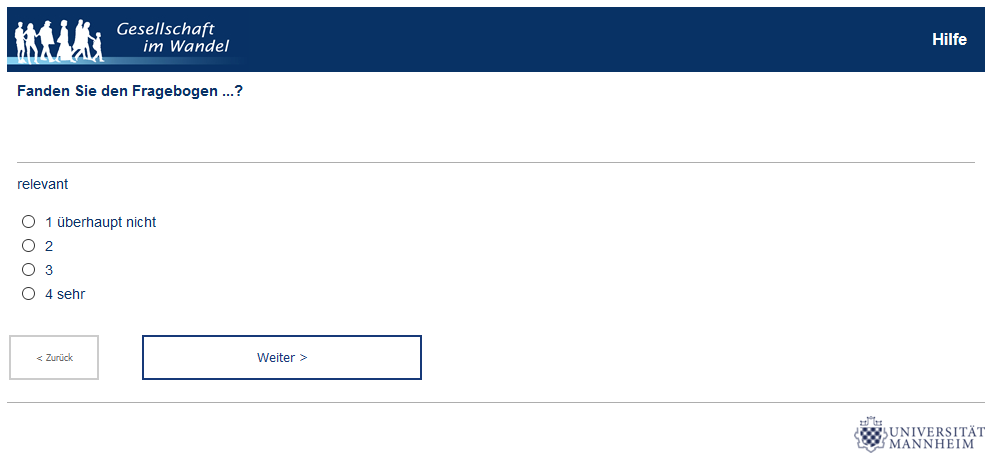 Gesellschaft
im Wandel
Hilfe
Fanden Sie den Fragebogen ...?
relevant
1 überhaupt nicht
2
3
4 sehr
< Zurück
Weiter >
UNIVERSITÄT
MANNHEIM